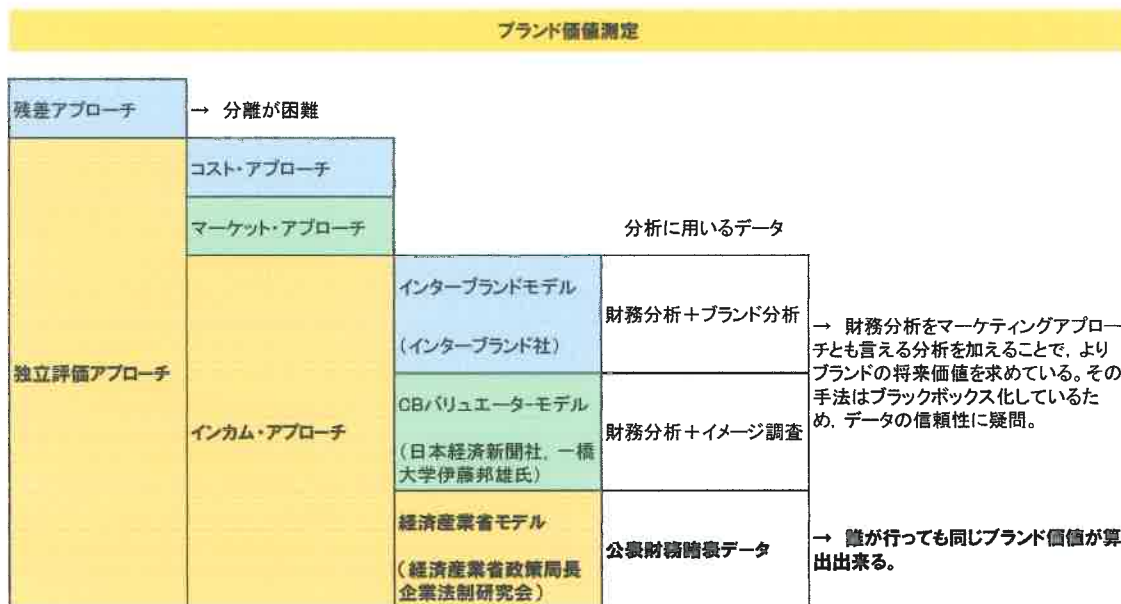 ブランド価値測定
残差アプローチ
→ 分離が困難
コスト・アプローチ
マーケット・アプローチ
分析に用いるデータ
独立評価アプローチ
インカム・アプローチ
インターブランドモデル
(インターブランド社)
財務分析+ブランド分析
→ 財務分析をマーケティングアプロー
チとも言える分析を加えることで，より
ブランドの将来価値を求めている。その
手法はブラックボックス化しているた
め，データの信頼性に疑問。
CBバリュエーターモデル
(日本経済新聞社，一橋
大学伊藤邦雄氏)
財務分析+イメージ調査
経済産業省モデル
(経済産業省政策局長
企業法制研究会)
公表財務諸表データ
→ 誰が行っても同じブランド価値が算
出出来る。